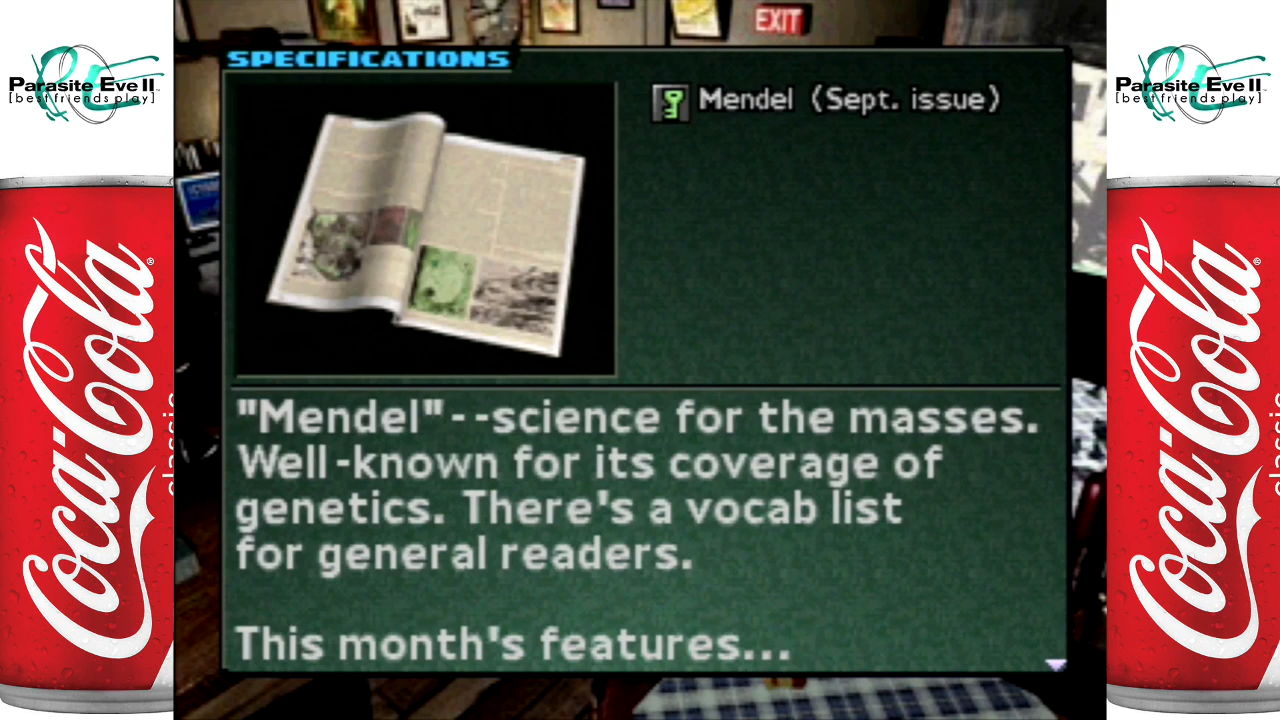 EXIT
SPECIFICATIONS
Mendel (Sept. issue)
Parasite Eve II
[best friends play]
Parasite Eve II
[best friends play]
"Mendel"--science for the masses.
Well-known for its coverage of
genetics. There's a vocab list
for general readers.
This month's features...
Coca-Cola®
classic
Coca-Cola®
classic